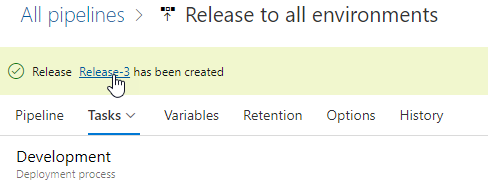 All pipelines > Release to all environments
Release Release-3 has been created
Pipeline Tasks Variables Retention Options History
Development
Deployment process